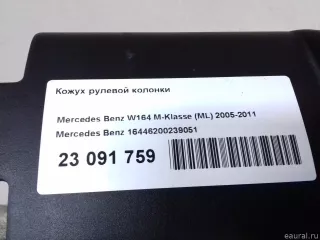 Кожух рулевой колонки
Mercedes Benz W164 M-Klasse (ML) 2005-2011
Mercedes Benz 16446200239051
23 091 759
eaural.ru